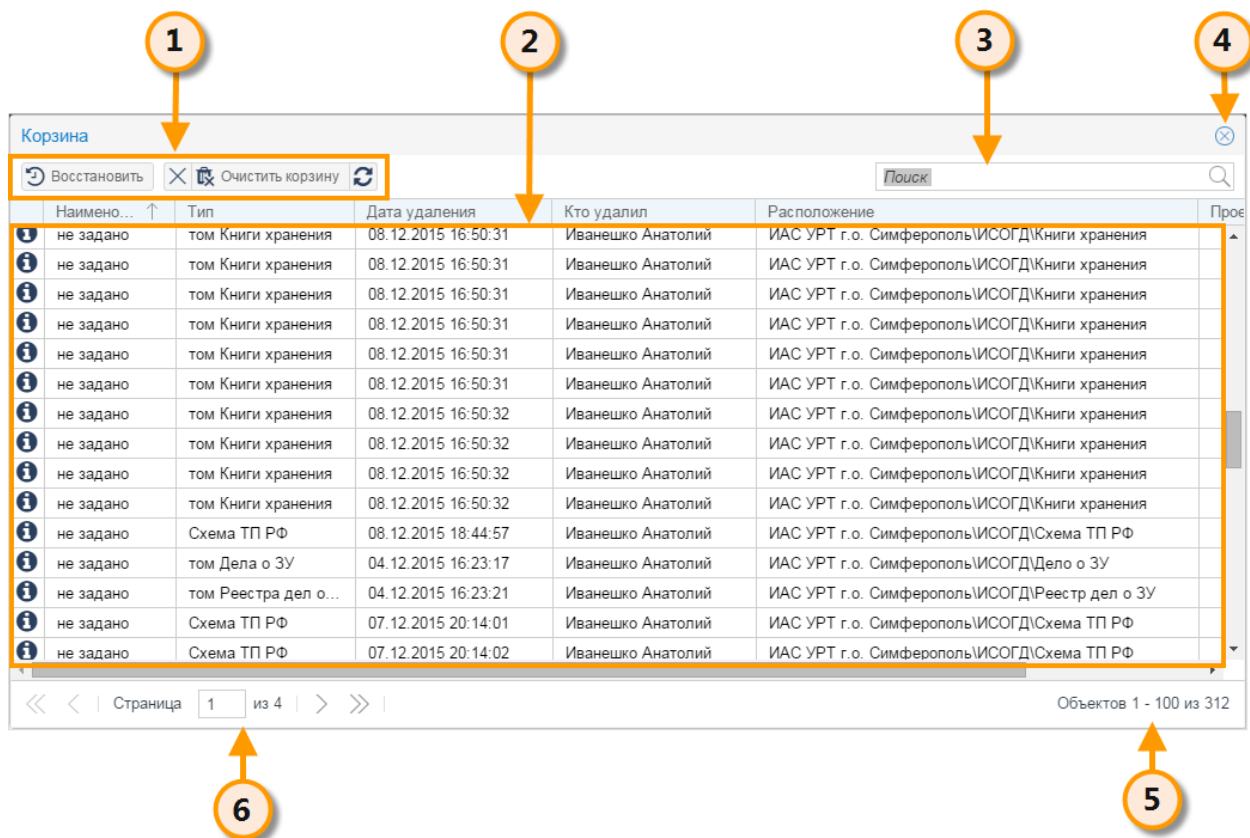 1 2 3 4
Корзина
Восстановить Очистить корзину Поиск
Наимено... Тип Дата удаления Кто удалил Расположение Прое
не задано том Книги хранения 08.12.2015 16:50:31 Иванешко Анатолий ИАС УРТ г.о. Симферополь\ИСОГД\Книги хранения
не задано том Книги хранения 08.12.2015 16:50:31 Иванешко Анатолий ИАС УРТ г.о. Симферополь\ИСОГД\Книги хранения
не задано том Книги хранения 08.12.2015 16:50:31 Иванешко Анатолий ИАС УРТ г.о. Симферополь\ИСОГД\Книги хранения
не задано том Книги хранения 08.12.2015 16:50:31 Иванешко Анатолий ИАС УРТ г.о. Симферополь\ИСОГД\Книги хранения
не задано том Книги хранения 08.12.2015 16:50:31 Иванешко Анатолий ИАС УРТ г.о. Симферополь\ИСОГД\Книги хранения
не задано том Книги хранения 08.12.2015 16:50:31 Иванешко Анатолий ИАС УРТ г.о. Симферополь\ИСОГД\Книги хранения
не задано том Книги хранения 08.12.2015 16:50:32 Иванешко Анатолий ИАС УРТ г.о. Симферополь\ИСОГД\Книги хранения
не задано том Книги хранения 08.12.2015 16:50:32 Иванешко Анатолий ИАС УРТ г.о. Симферополь\ИСОГД\Книги хранения
не задано том Книги хранения 08.12.2015 16:50:32 Иванешко Анатолий ИАС УРТ г.о. Симферополь\ИСОГД\Книги хранения
не задано том Книги хранения 08.12.2015 16:50:32 Иванешко Анатолий ИАС УРТ г.о. Симферополь\ИСОГД\Книги хранения
не задано Схема ТП РФ 08.12.2015 18:44:57 Иванешко Анатолий ИАС УРТ г.о. Симферополь\ИСОГД\Схема ТП РФ
не задано том Дела о ЗУ 04.12.2015 16:23:17 Иванешко Анатолий ИАС УРТ г.о. Симферополь\ИСОГД\Дело о ЗУ
не задано том Реестра дел о... 04.12.2015 16:23:21 Иванешко Анатолий ИАС УРТ г.о. Симферополь\ИСОГД\Реестр дел о ЗУ
не задано Схема ТП РФ 07.12.2015 20:14:01 Иванешко Анатолий ИАС УРТ г.о. Симферополь\ИСОГД\Схема ТП РФ
не задано Схема ТП РФ 07.12.2015 20:14:02 Иванешко Анатолий ИАС УРТ г.о. Симферополь\ИСОГД\Схема ТП РФ
Страница 1 из 4 Объектов 1 - 100 из 312
6 5